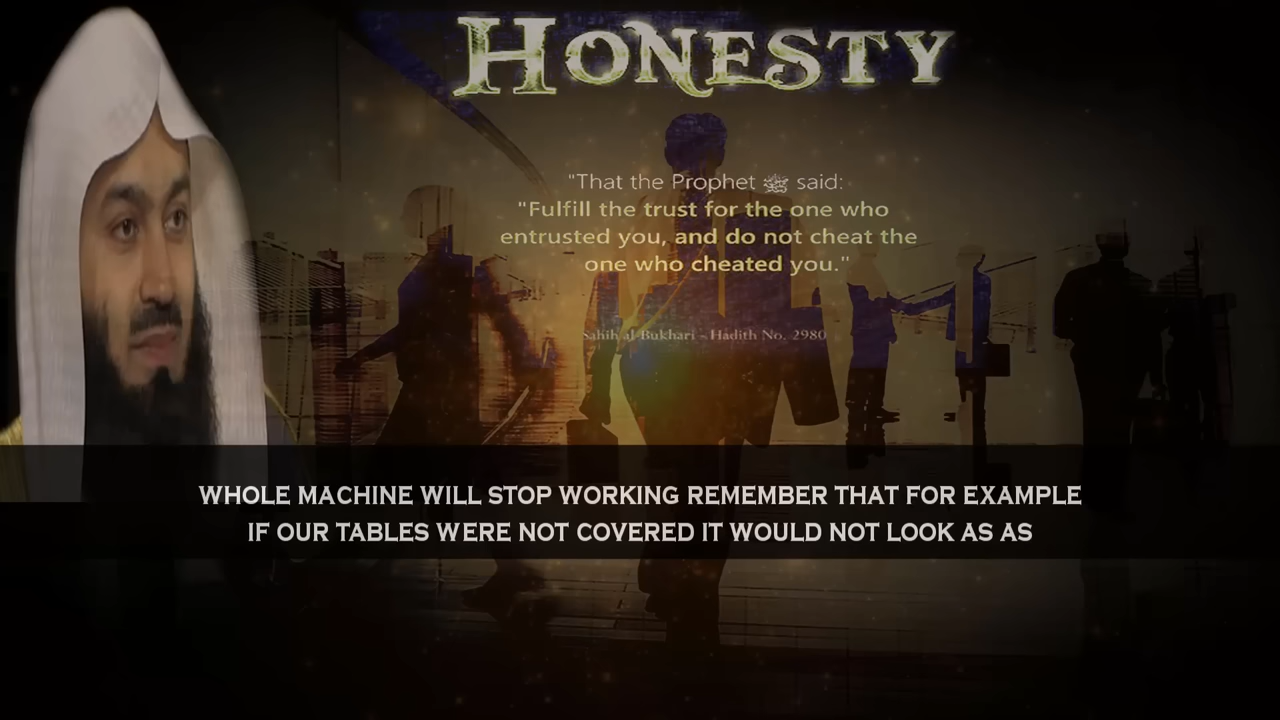 HONESTY
"That the Prophet ﷺ said:
"Fulfill the trust for the one who
entrusted you, and do not cheat the
one who cheated you."
Sahih al-Bukhari - Hadith No. 2980
WHOLE MACHINE WILL STOP WORKING REMEMBER THAT FOR EXAMPLE
IF OUR TABLES WERE NOT COVERED IT WOULD NOT LOOK AS AS